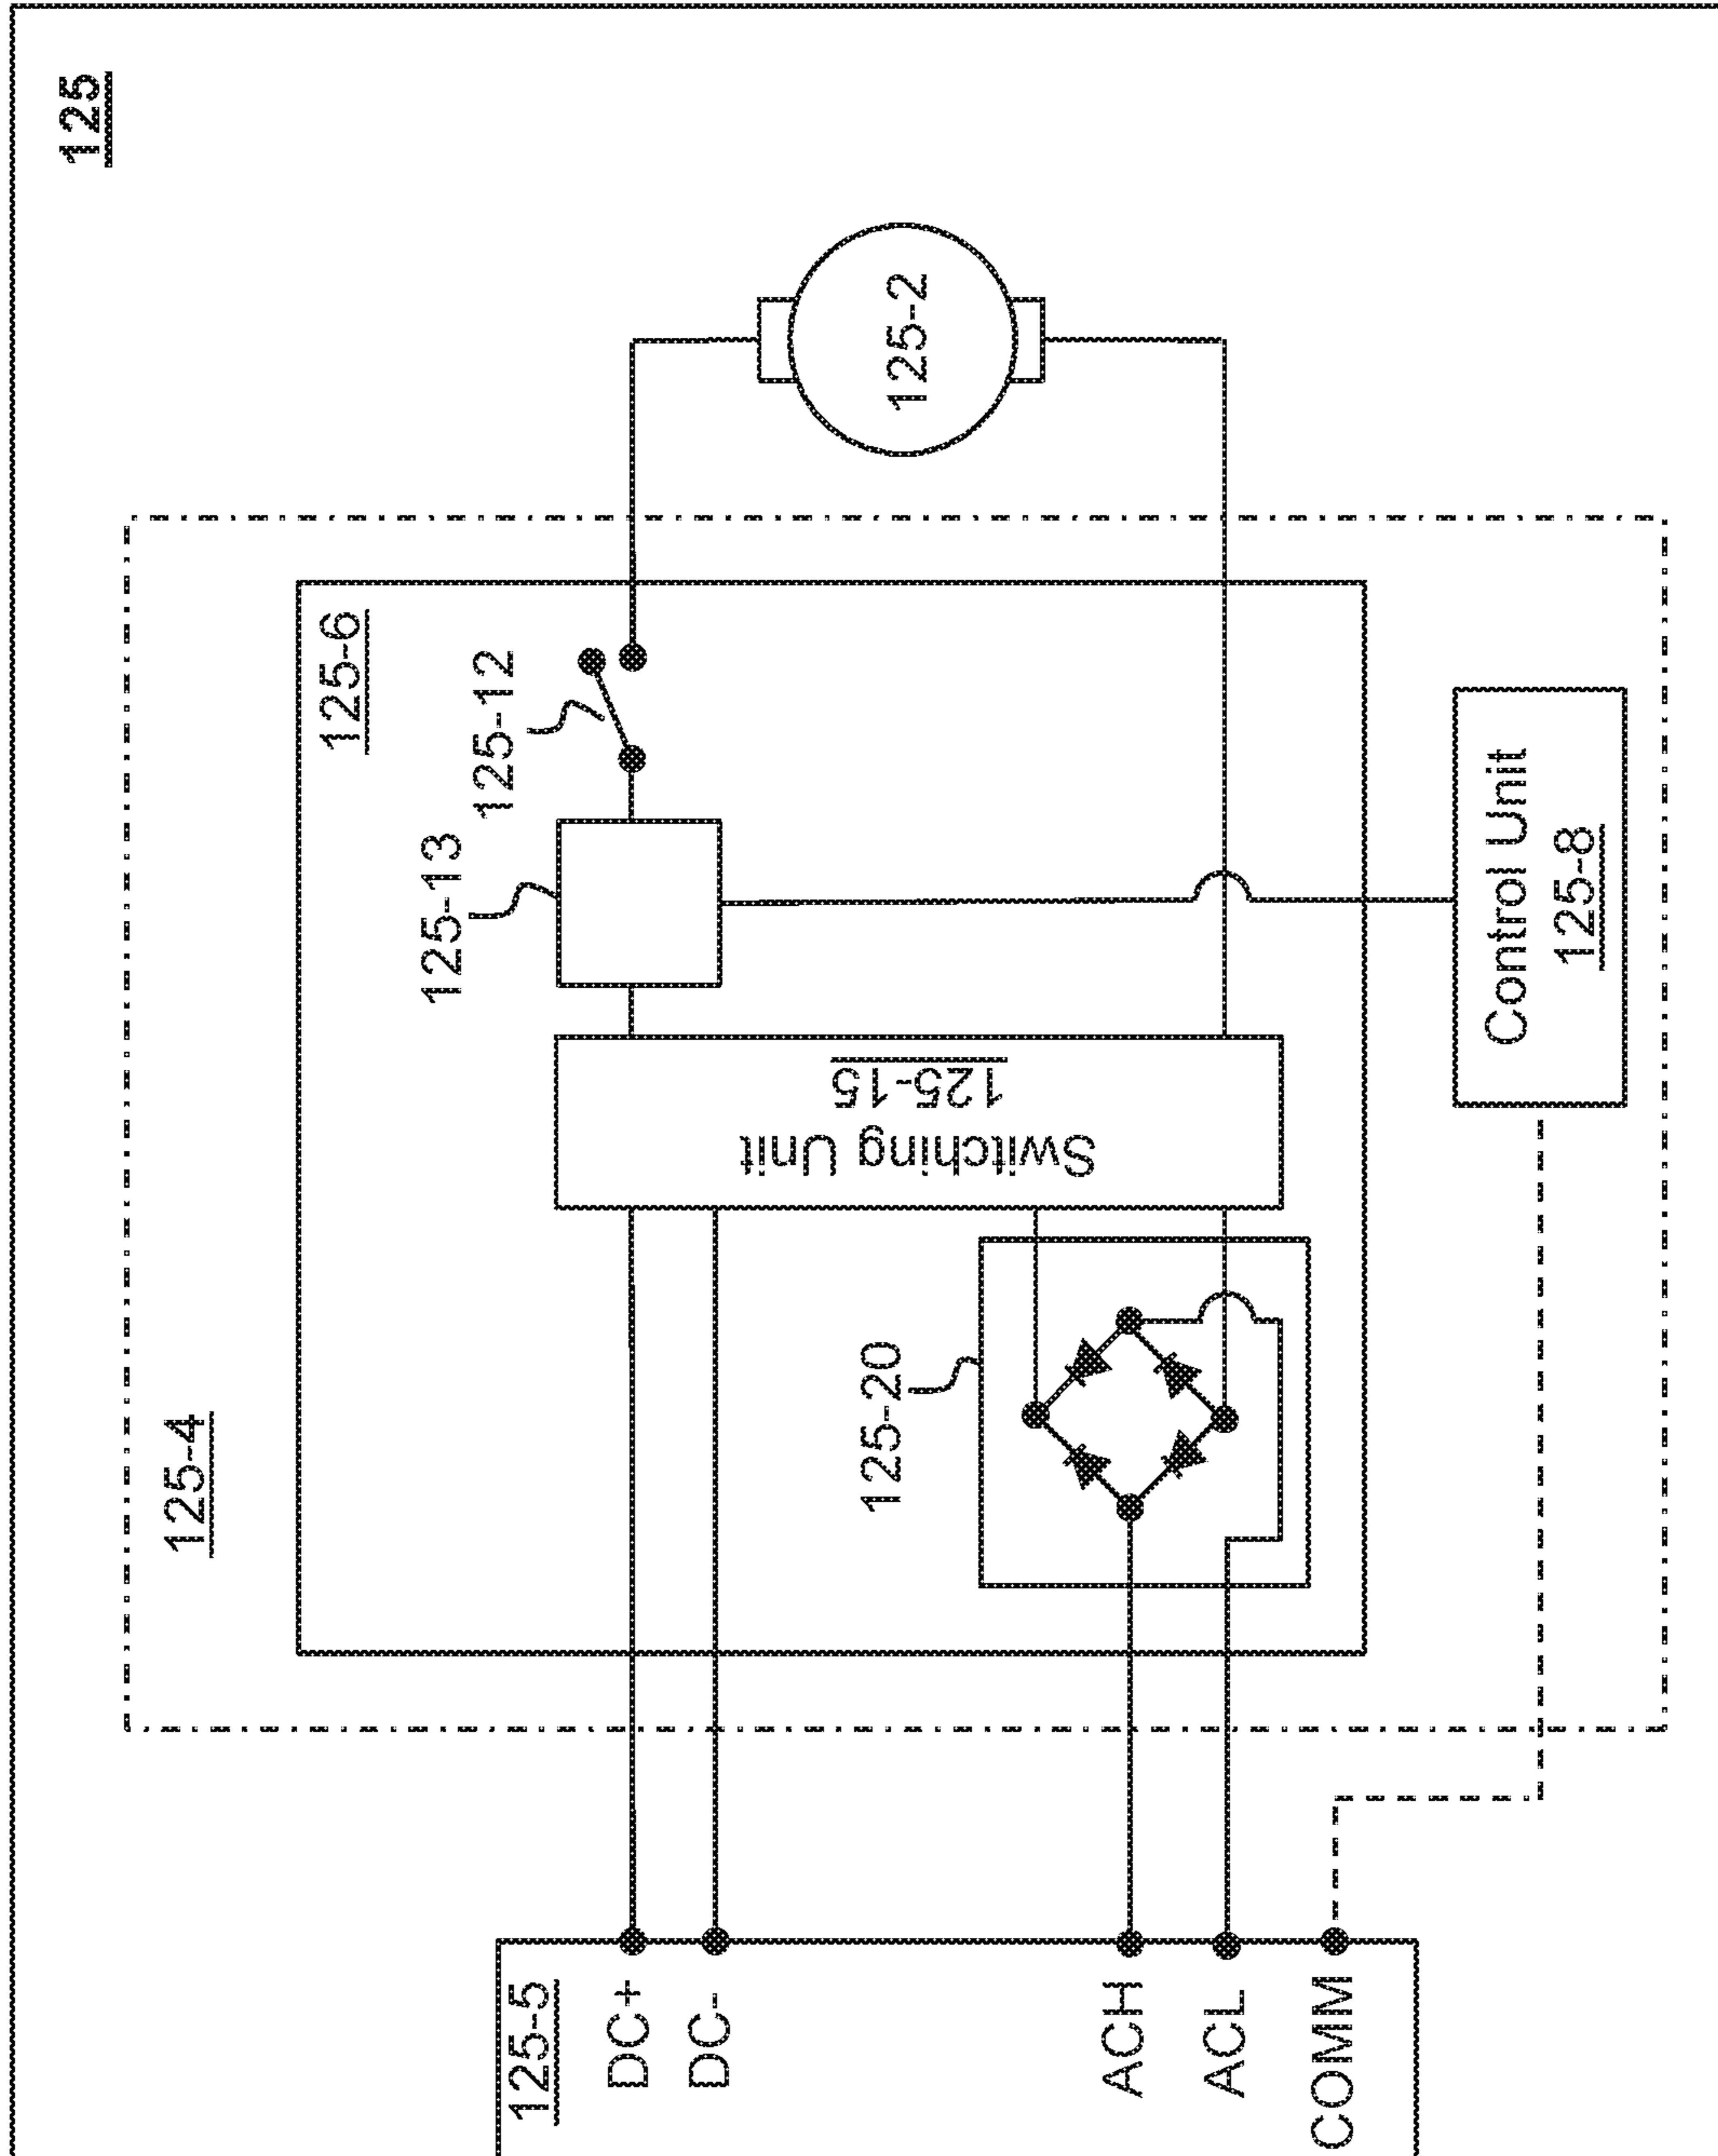 125
125-4
125-6
125-12
125-13
125-2
Switching Unit
125-15
125-20
Control Unit
125-8
125-5
DC+
DC-
ACH
ACL
COMM